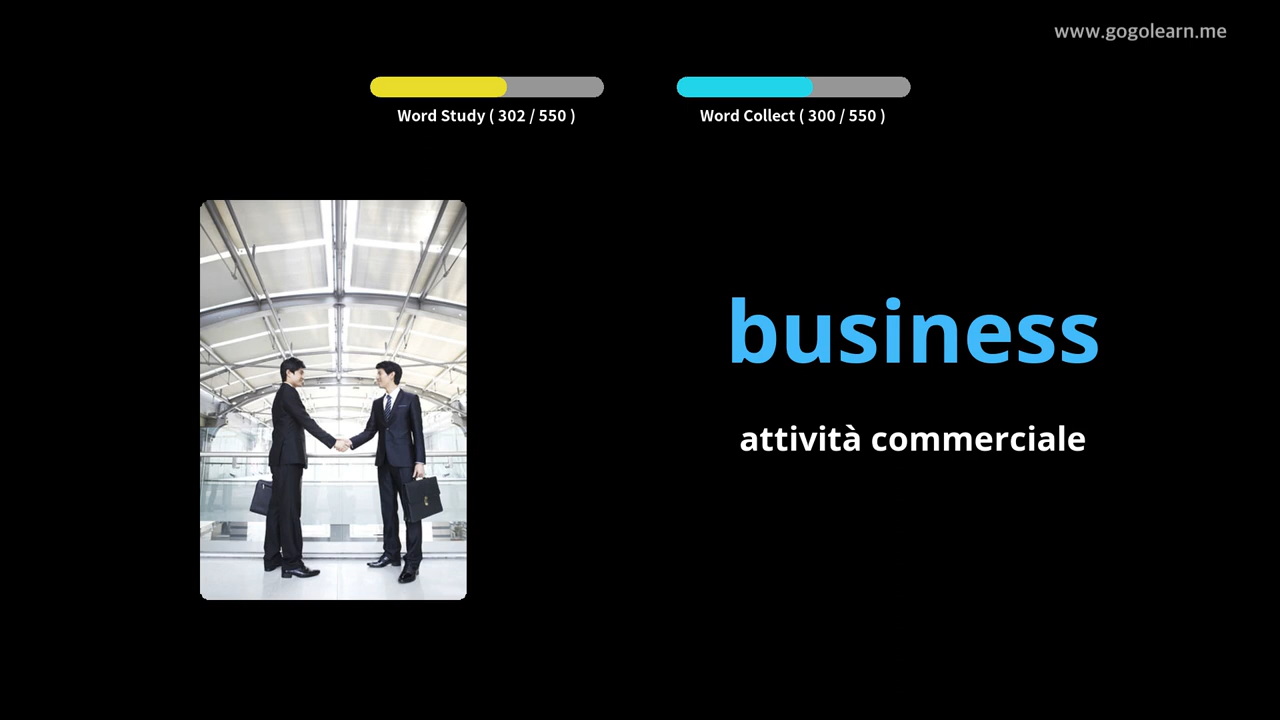 www.gogolearn.me
Word Study ( 302 / 550 )
Word Collect ( 300 / 550 )
business
attività commerciale